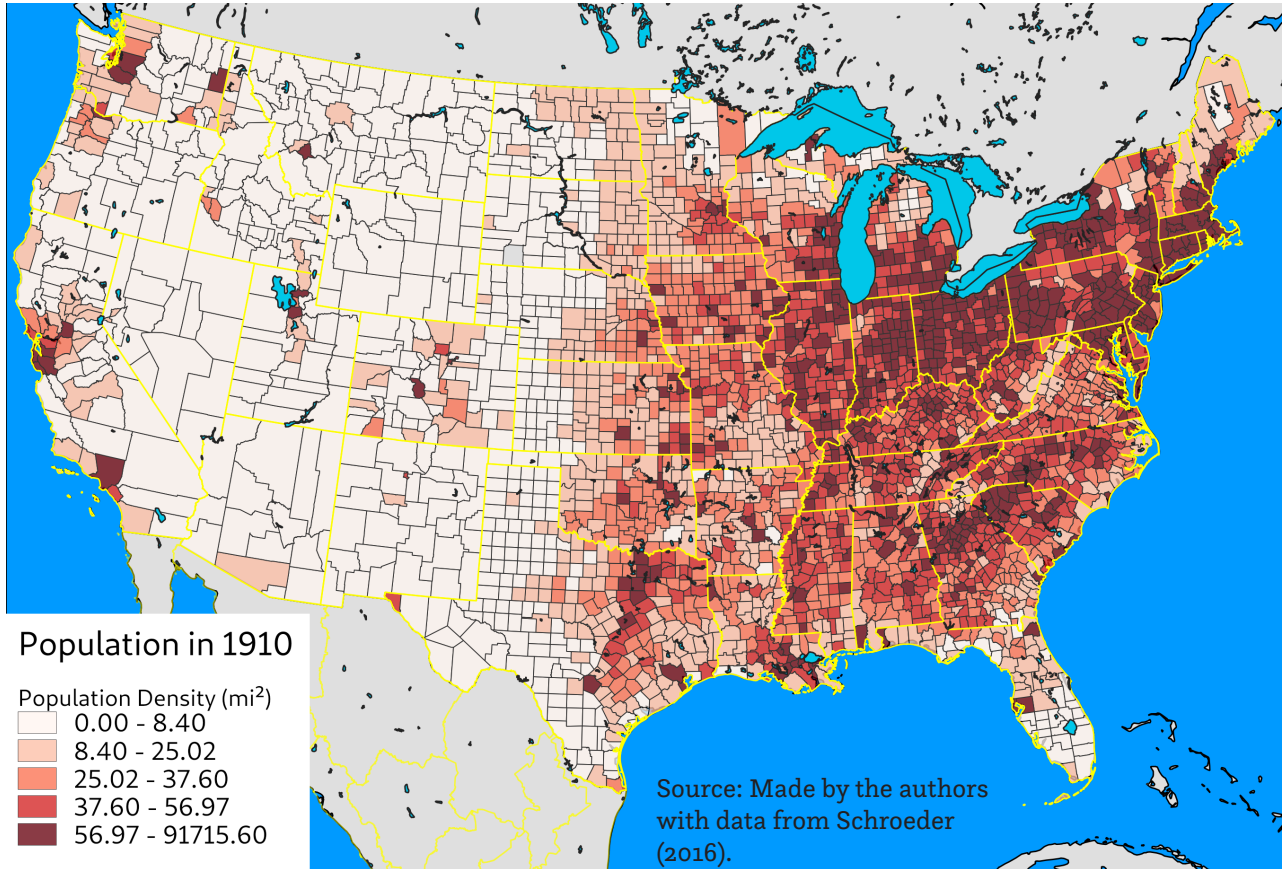 Population in 1910
Population Density (mi²)
0.00 - 8.40
8.40 - 25.02
25.02 - 37.60
37.60 - 56.97
56.97 - 91715.60
Source: Made by the authors
with data from Schroeder
(2016).